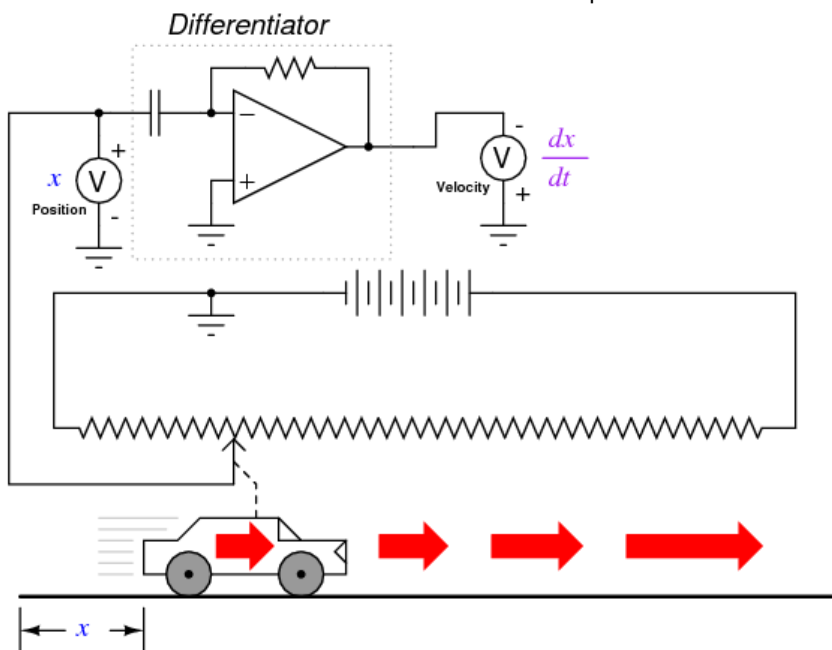 Differentiator
−
+
+
x
V
Position
-
-
V
Velocity
+
dx
dt
x